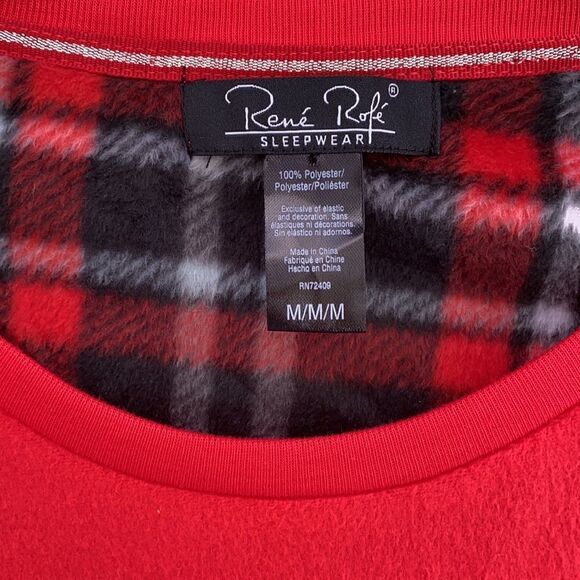 René Rofé®
SLEEPWEAR
100% Polyester/
Polyester/Poliéster
Exclusive of elastic
and decoration. Sans
élastiques ni décorations.
Sin elástico ni adornos.
Made in China
Fabriqué en Chine
Hecho en China
RN72409
M/M/M